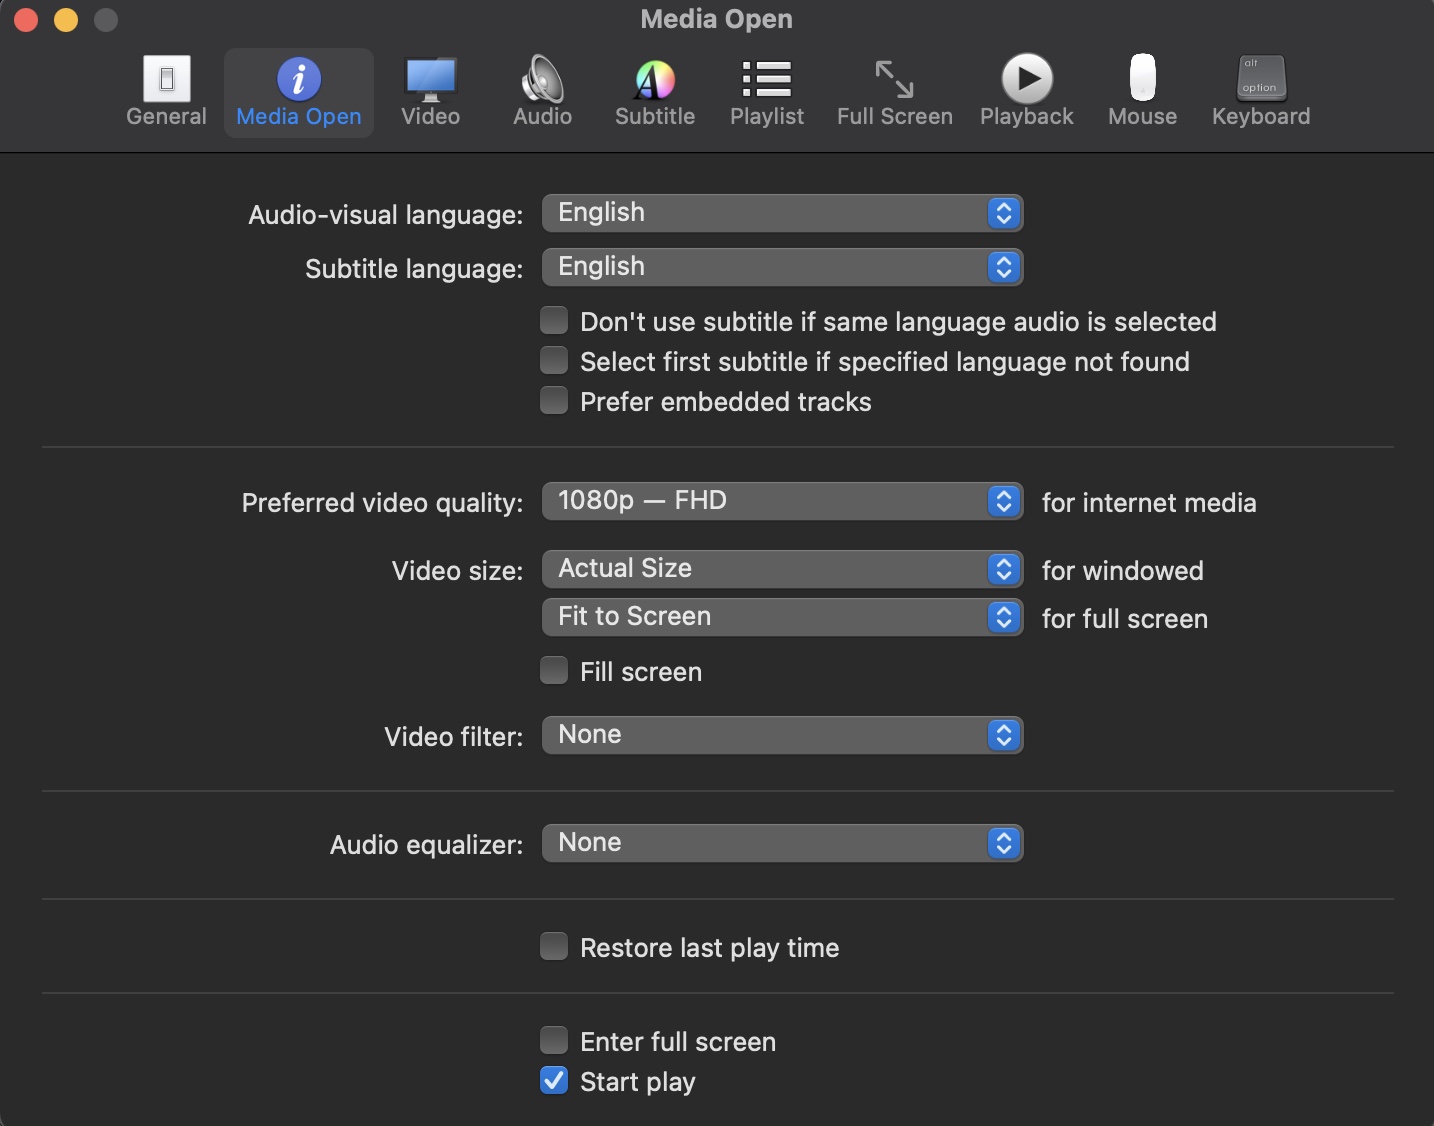 Media Open
alt
option
General Media Open Video Audio Subtitle Playlist Full Screen Playback Mouse Keyboard
Audio-visual language: English
Subtitle language: English
Don't use subtitle if same language audio is selected
Select first subtitle if specified language not found
Prefer embedded tracks
Preferred video quality: 1080p — FHD for internet media
Video size: Actual Size for windowed
Fit to Screen for full screen
Fill screen
Video filter: None
Audio equalizer: None
Restore last play time
Enter full screen
Start play